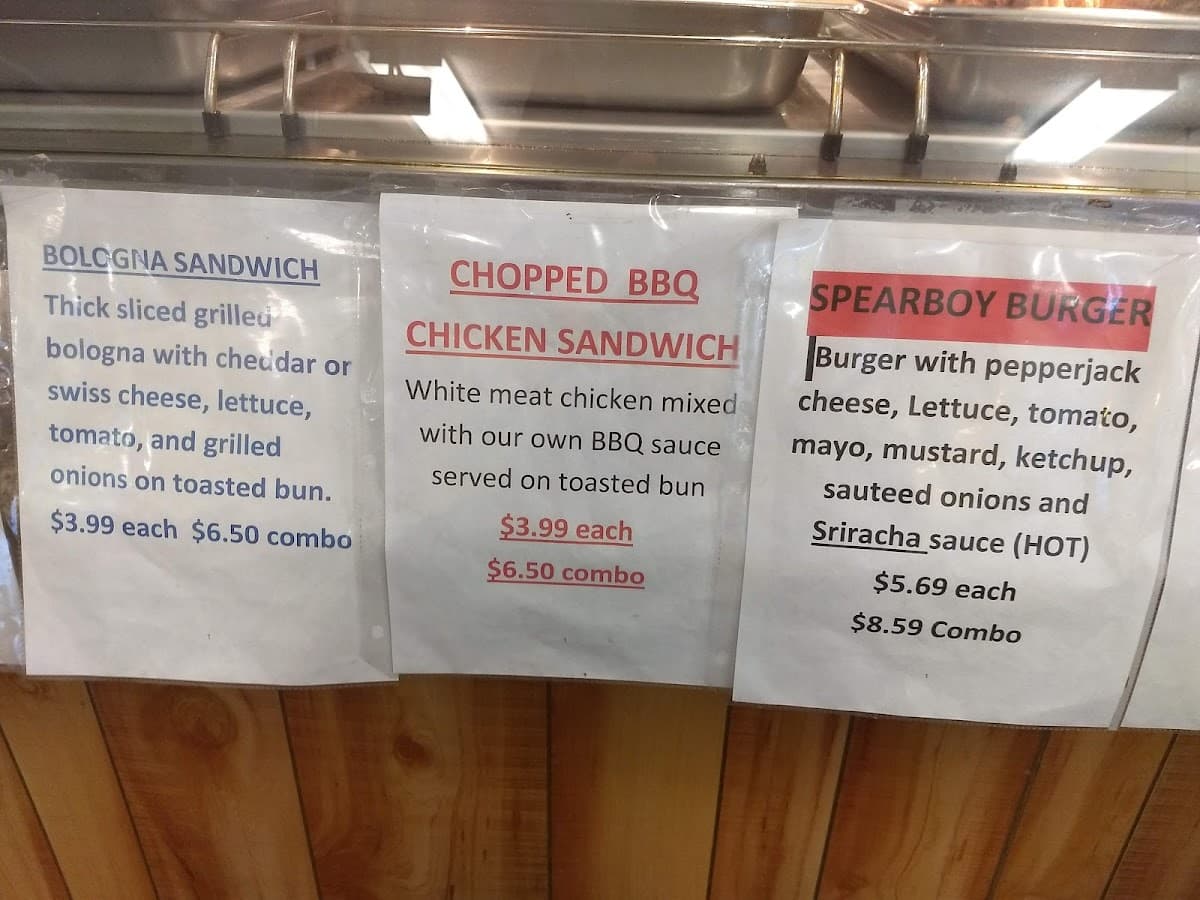 BOLOGNA SANDWICH
Thick sliced grilled
bologna with cheddar or
swiss cheese, lettuce,
tomato, and grilled
onions on toasted bun.
$3.99 each $6.50 combo
CHOPPED BBQ
CHICKEN SANDWICH
White meat chicken mixed
with our own BBQ sauce
served on toasted bun
$3.99 each
$6.50 combo
SPEARBOY BURGER
Burger with pepperjack
cheese, Lettuce, tomato,
mayo, mustard, ketchup,
sauteed onions and
Sriracha sauce (HOT)
$5.69 each
$8.59 Combo